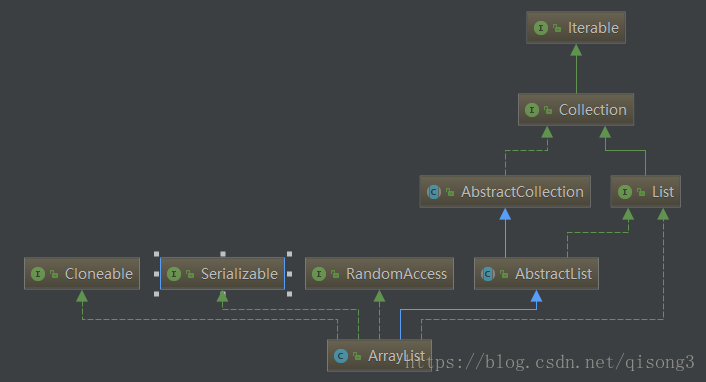 Iterable
Collection
AbstractCollection
List
Cloneable
Serializable
RandomAccess
AbstractList
ArrayList
https://blog.csdn.net/qisong3